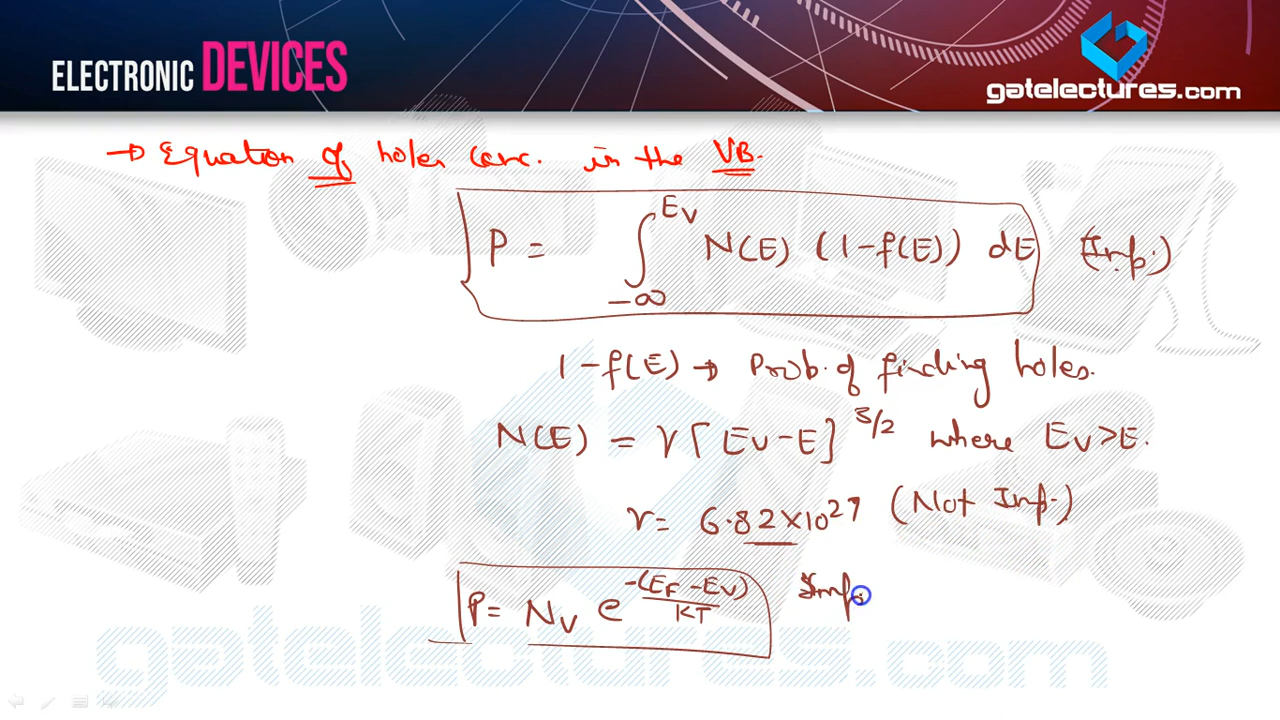 ELECTRONIC DEVICES
gatelectures.com
→ Equation of holes conc. in the VB.
P = ∫_{-∞}^{Ev} N(E) (1-f(E)) dE (Imp.)
1-f(E) → Prob. of finding holes.
N(E) = γ [Ev-E]^{3/2} where Ev>E.
γ = 6.82×10^{27} (Not Imp.)
P = Nv e^{-(E_F - Ev)/KT} Imp.
gatelectures.com